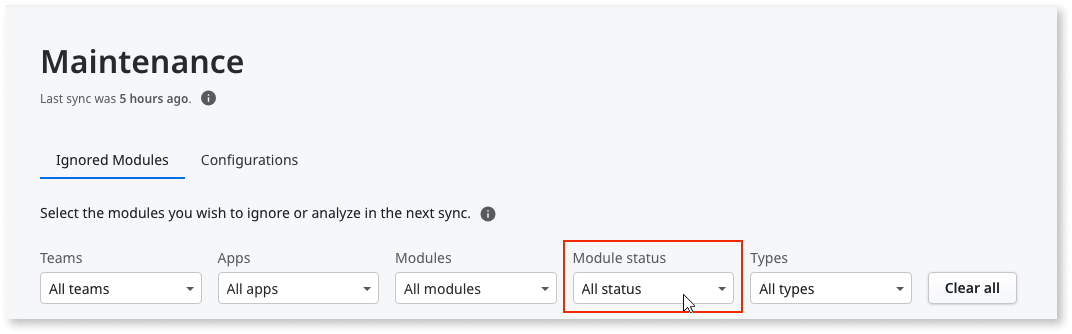 Maintenance
Last sync was 5 hours ago.
Ignored Modules Configurations
Select the modules you wish to ignore or analyze in the next sync.
Teams Apps Modules Module status Types
All teams All apps All modules All status All types Clear all